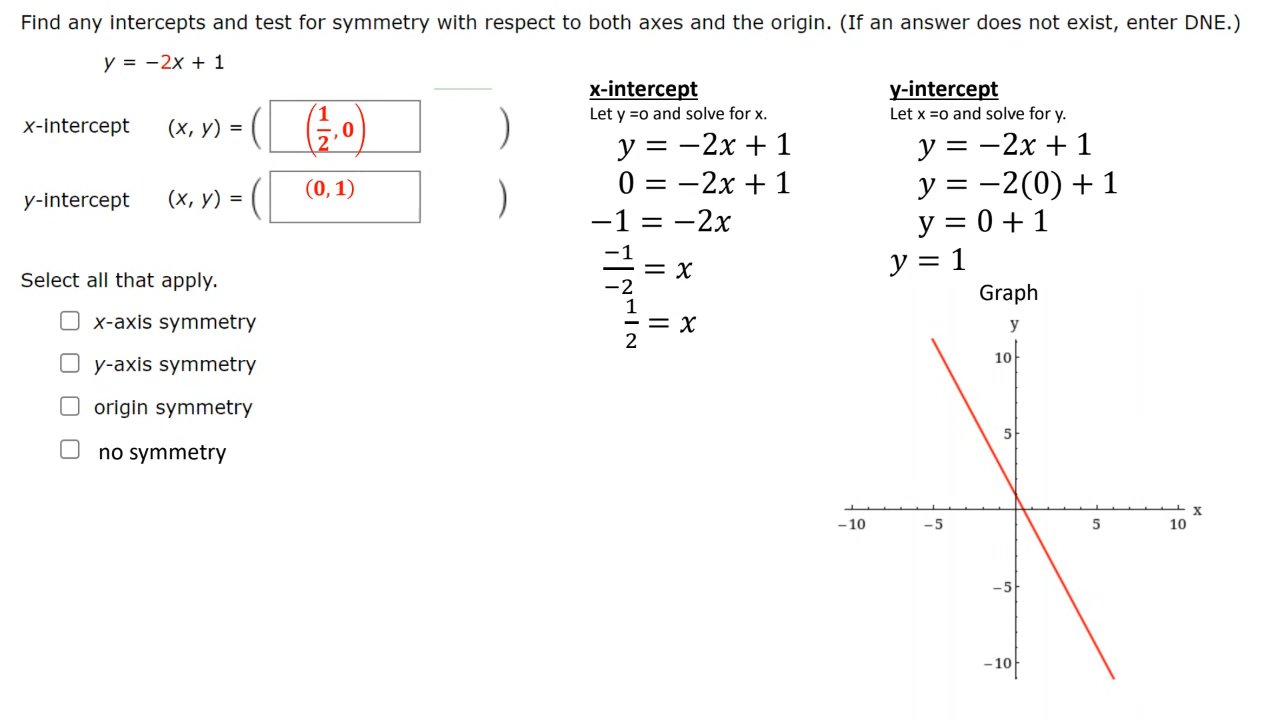 Find any intercepts and test for symmetry with respect to both axes and the origin. (If an answer does not exist, enter DNE.)
y = −2x + 1
x-intercept (x, y) = ( (1/2, 0) )
y-intercept (x, y) = ( (0, 1) )
Select all that apply.
x-axis symmetry
y-axis symmetry
origin symmetry
no symmetry
x-intercept
Let y =o and solve for x.
y = −2x + 1
0 = −2x + 1
−1 = −2x
−1/−2 = x
1/2 = x
y-intercept
Let x =o and solve for y.
y = −2x + 1
y = −2(0) + 1
y = 0 + 1
y = 1
Graph
y
10
5
x
−10 −5 5 10
−5
−10